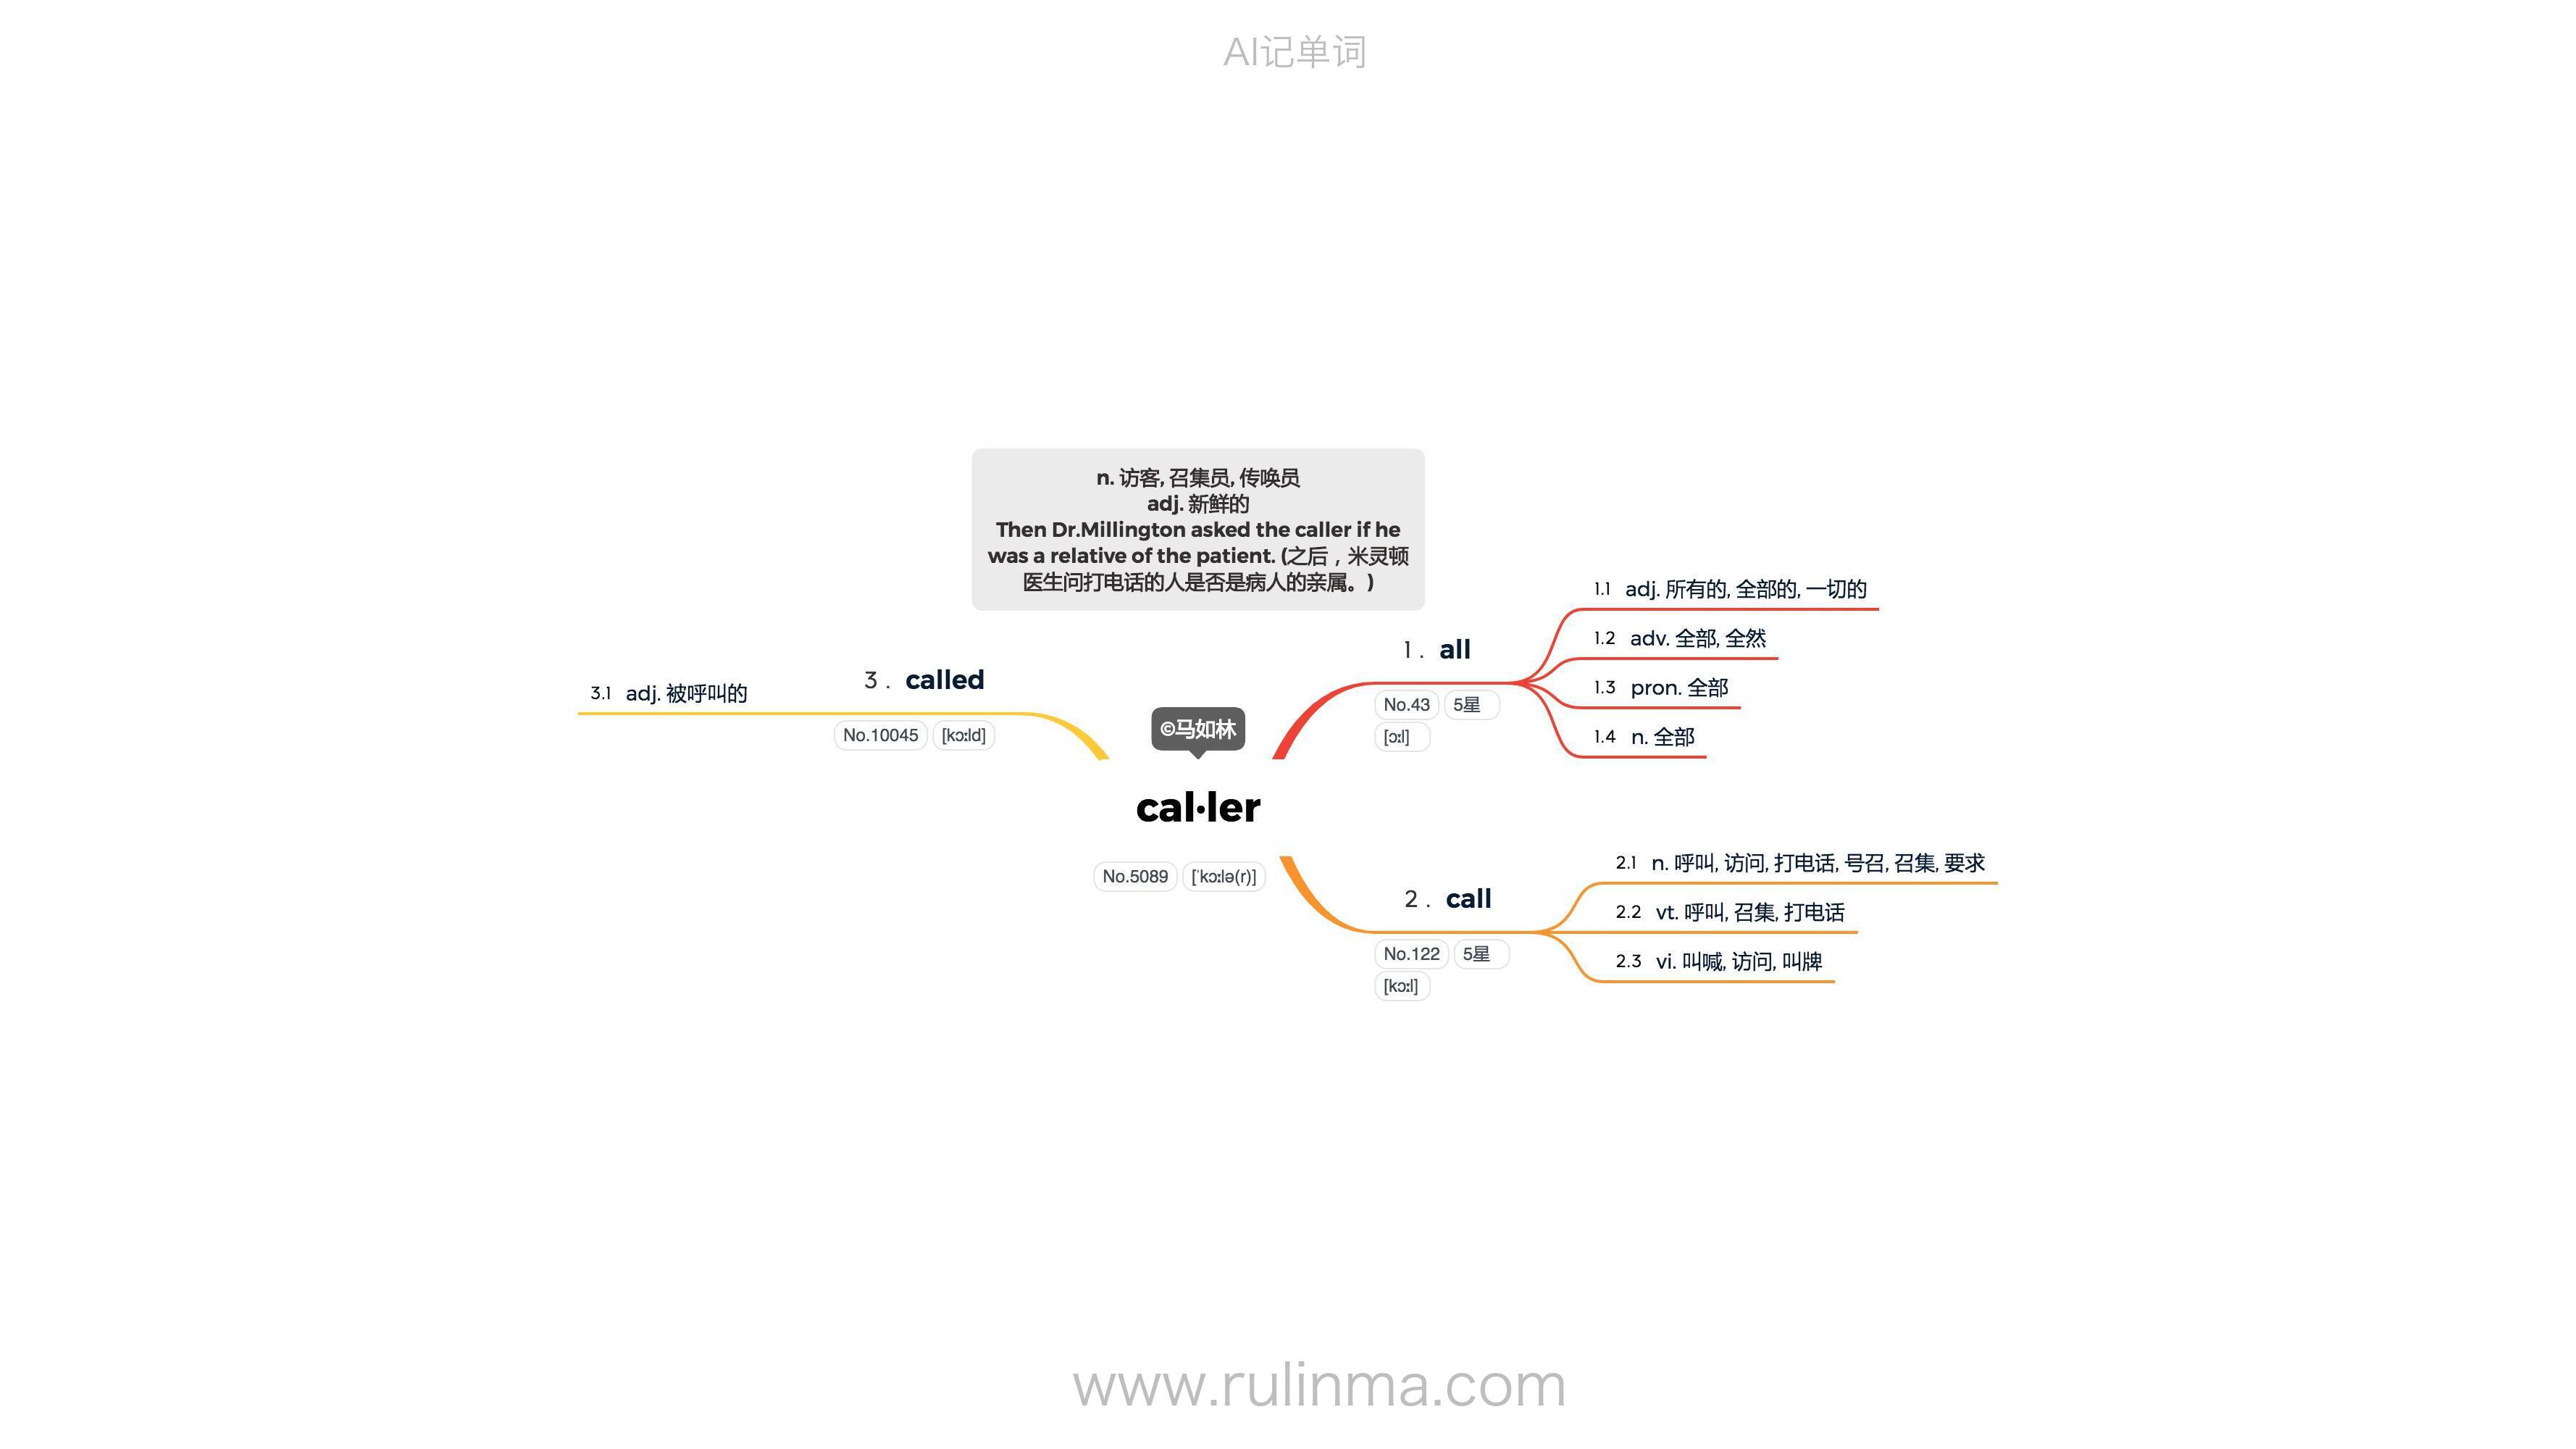 AI记单词
n. 访客, 召集员, 传唤员
adj. 新鲜的
Then Dr.Millington asked the caller if he
was a relative of the patient. (之后，米灵顿
医生问打电话的人是否是病人的亲属。)
©马如林
cal·ler
No.5089 [ˈkɔːlə(r)]
1. all
No.43 5星
[ɔːl]
1.1 adj. 所有的, 全部的, 一切的
1.2 adv. 全部, 全然
1.3 pron. 全部
1.4 n. 全部
2. call
No.122 5星
[kɔːl]
2.1 n. 呼叫, 访问, 打电话, 号召, 召集, 要求
2.2 vt. 呼叫, 召集, 打电话
2.3 vi. 叫喊, 访问, 叫牌
3. called
No.10045 [kɔːld]
3.1 adj. 被呼叫的
www.rulinma.com